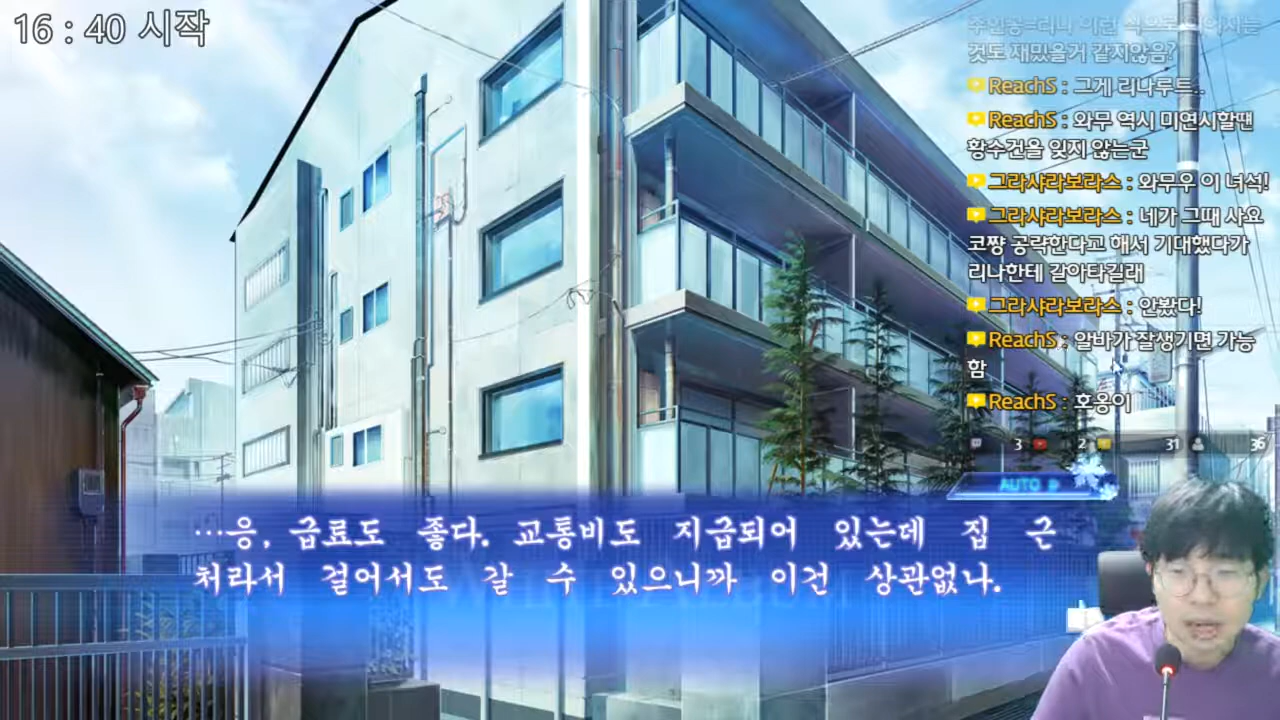 16 : 40 시작
것도 재밌을거 같지않음?
ReachS : 그게 리나루트..
ReachS : 와무 역시 미연시할땐
황수건을 잊지 않는군
그라샤라보라스 : 와무우 이 녀석!
그라샤라보라스 : 네가 그때 사요
코쨩 공략한다고 해서 기대했다가
리나한테 갈아타길래
그라샤라보라스 : 안봤다!
ReachS : 알바가 잘생기면 가능
함
ReachS : 호옹이
3 2 31 36
AUTO
…응, 급료도 좋다. 교통비도 지급되어 있는데 집 근
처라서 걸어서도 갈 수 있으니까 이건 상관없나.